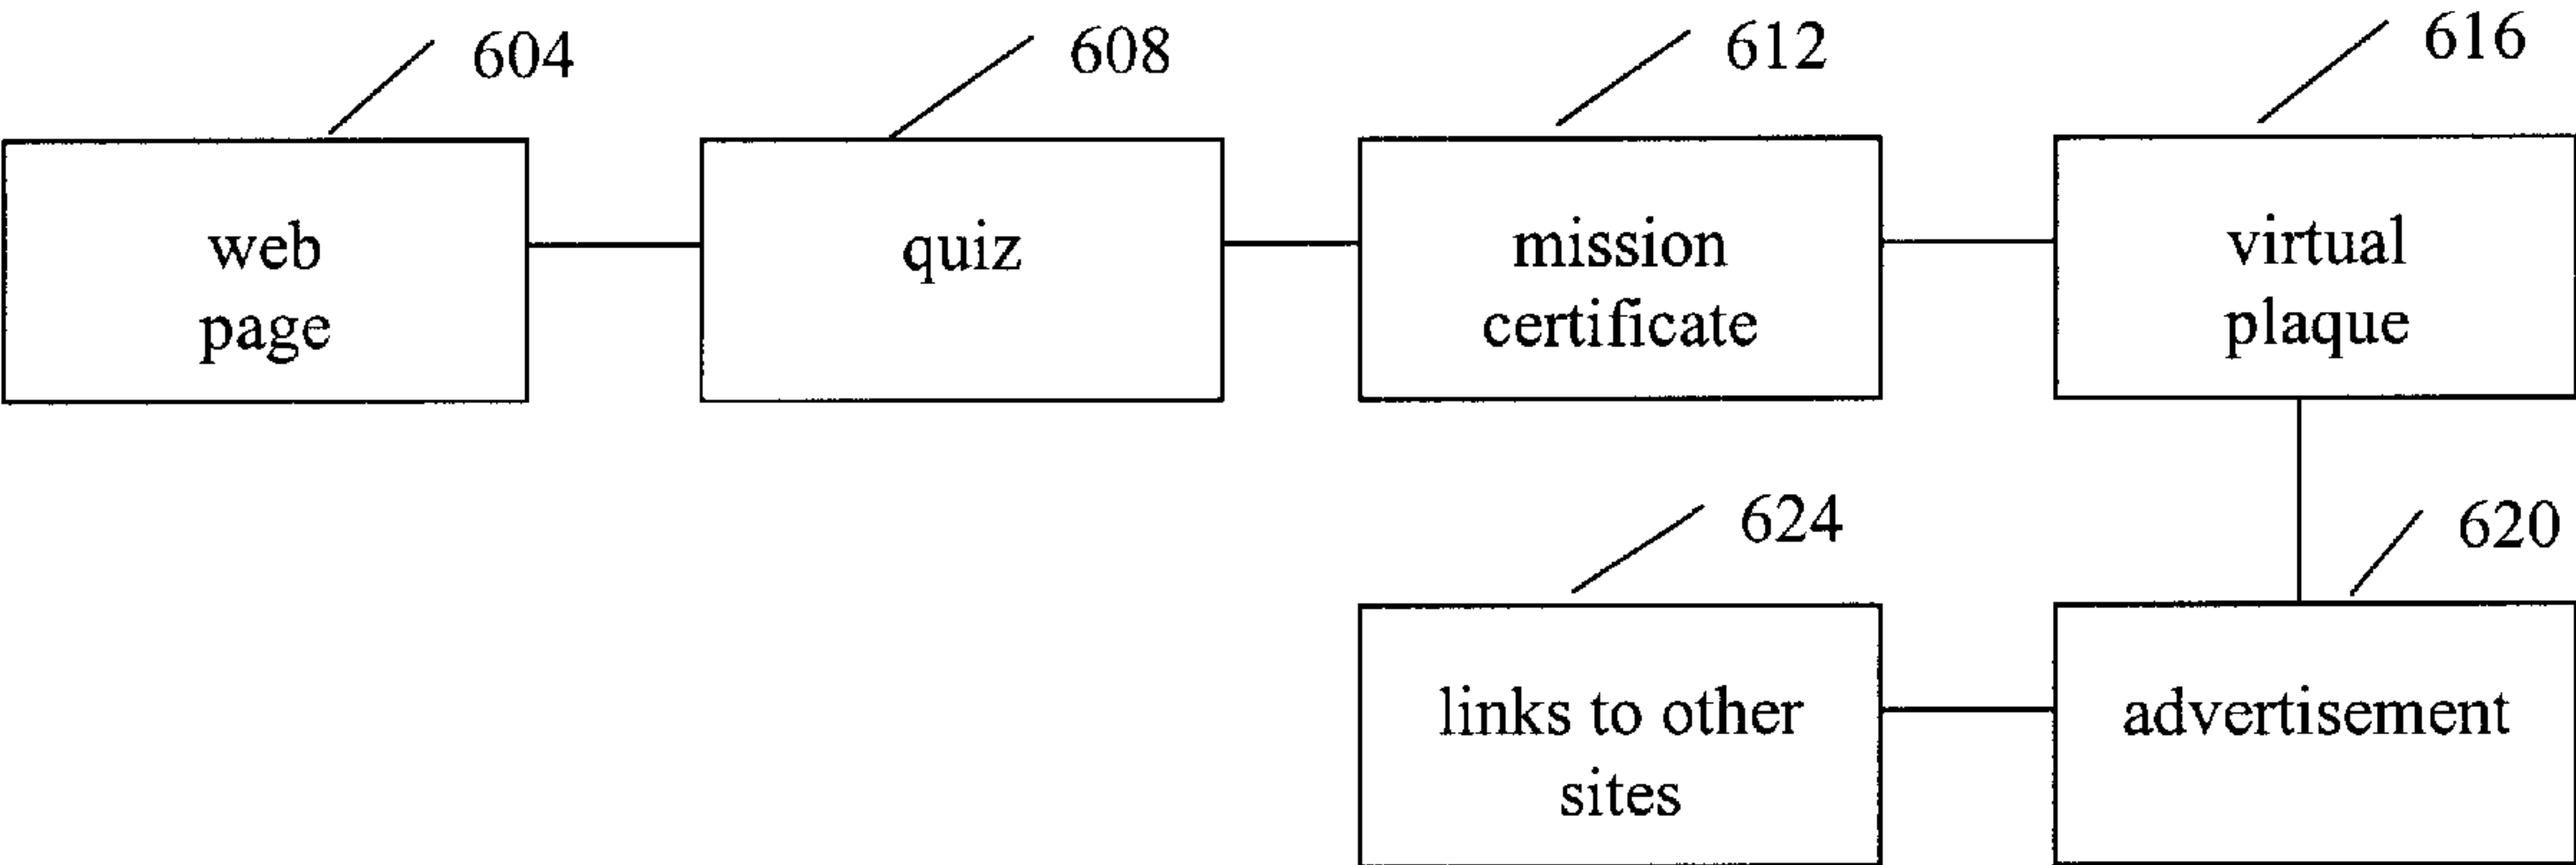 604
608
612
616
web
page
quiz
mission
certificate
virtual
plaque
624
620
links to other
sites
advertisement